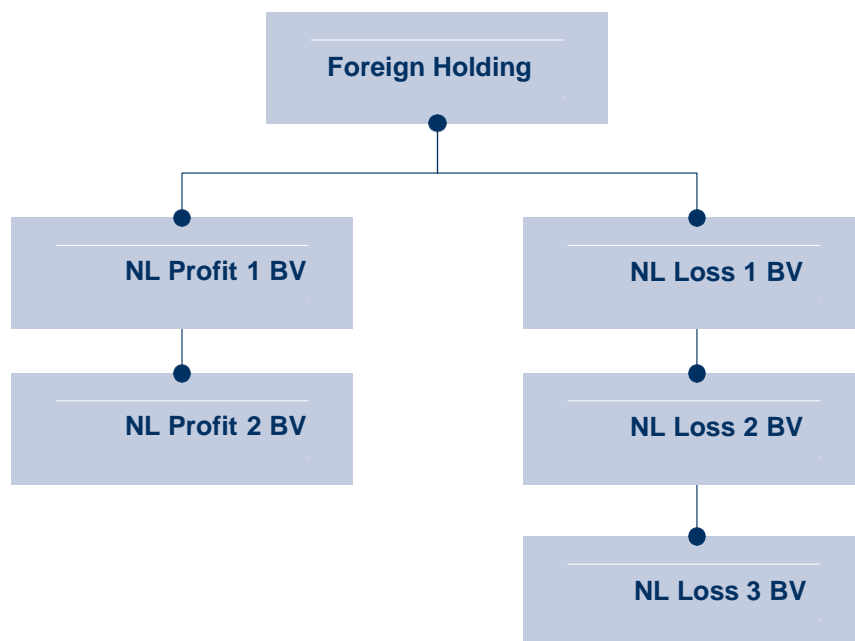 Foreign Holding
NL Profit 1 BV
NL Loss 1 BV
NL Profit 2 BV
NL Loss 2 BV
NL Loss 3 BV